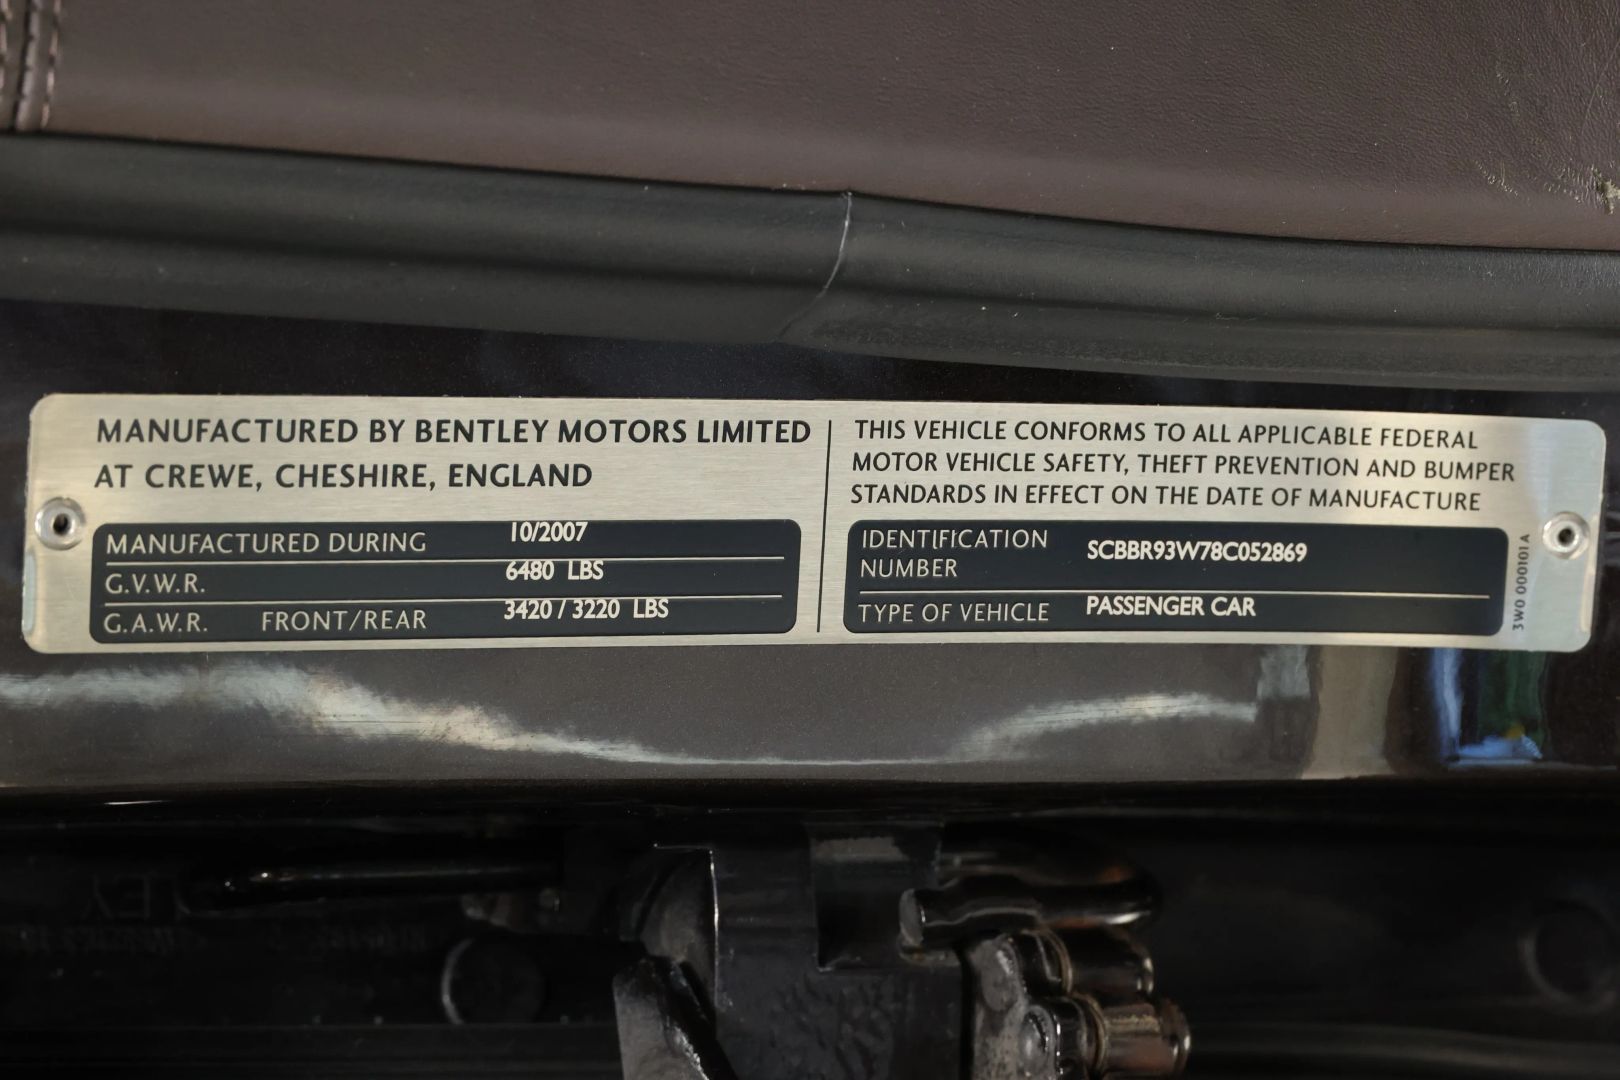 MANUFACTURED BY BENTLEY MOTORS LIMITED
AT CREWE, CHESHIRE, ENGLAND
MANUFACTURED DURING 10/2007
G.V.W.R. 6480 LBS
G.A.W.R. FRONT/REAR 3420 / 3220 LBS
THIS VEHICLE CONFORMS TO ALL APPLICABLE FEDERAL
MOTOR VEHICLE SAFETY, THEFT PREVENTION AND BUMPER
STANDARDS IN EFFECT ON THE DATE OF MANUFACTURE
IDENTIFICATION
NUMBER SCBBR93W78C052869
TYPE OF VEHICLE PASSENGER CAR
3W0 000101A